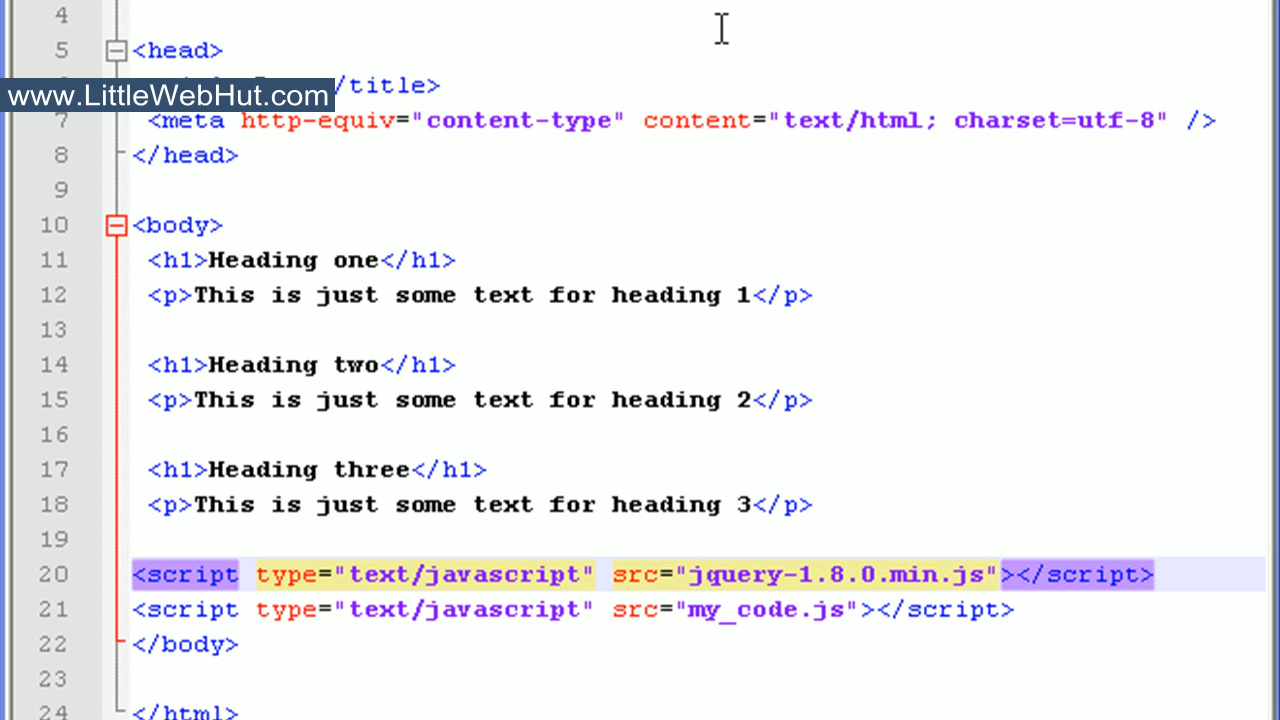 4
5 <head>
www.LittleWebHut.com /title>
7 <meta http-equiv="content-type" content="text/html; charset=utf-8" />
8 </head>
9
10 <body>
11 <h1>Heading one</h1>
12 <p>This is just some text for heading 1</p>
13
14 <h1>Heading two</h1>
15 <p>This is just some text for heading 2</p>
16
17 <h1>Heading three</h1>
18 <p>This is just some text for heading 3</p>
19
20 <script type="text/javascript" src="jquery-1.8.0.min.js"></script>
21 <script type="text/javascript" src="my_code.js"></script>
22 </body>
23
24 </html>